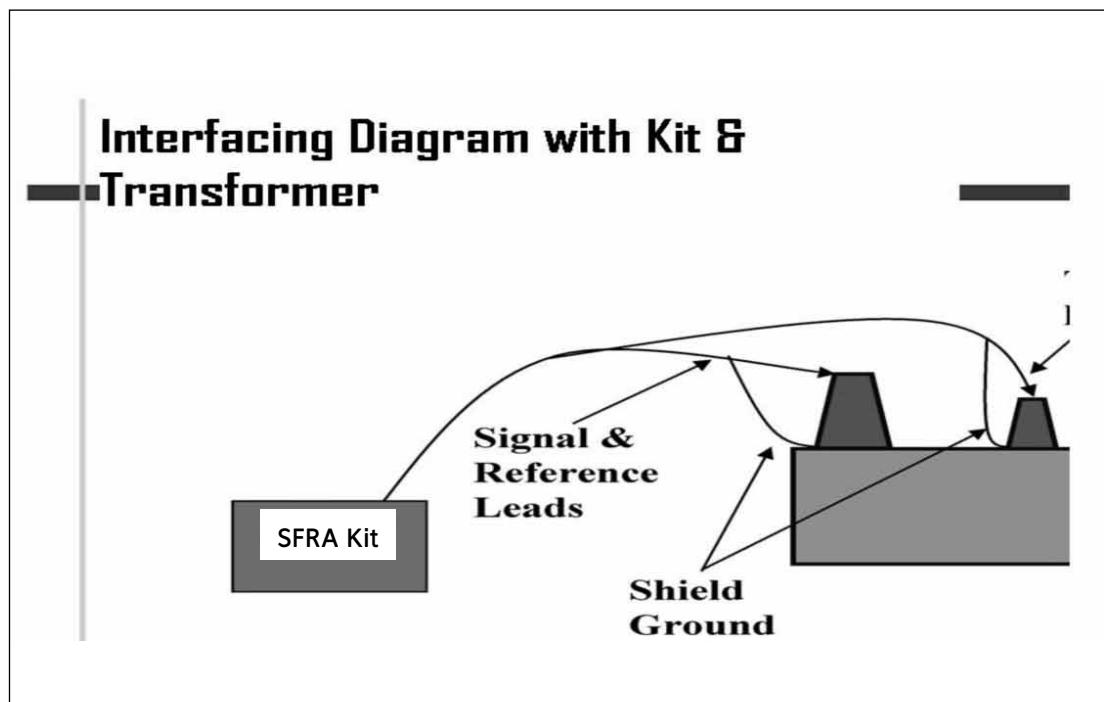 Interfacing Diagram with Kit &
Transformer
Signal &
Reference
Leads
SFRA Kit
Shield
Ground